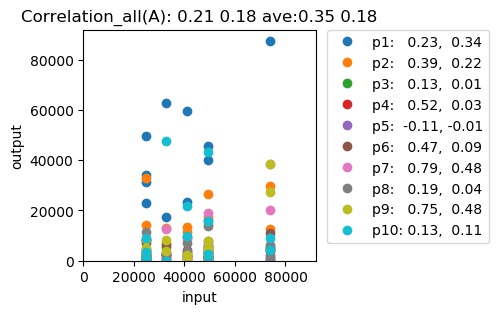 Correlation_all(A): 0.21 0.18 ave:0.35 0.18
80000
60000
40000
20000
0
output
0 20000 40000 60000 80000
input
p1: 0.23, 0.34
p2: 0.39, 0.22
p3: 0.13, 0.01
p4: 0.52, 0.03
p5: -0.11, -0.01
p6: 0.47, 0.09
p7: 0.79, 0.48
p8: 0.19, 0.04
p9: 0.75, 0.48
p10: 0.13, 0.11